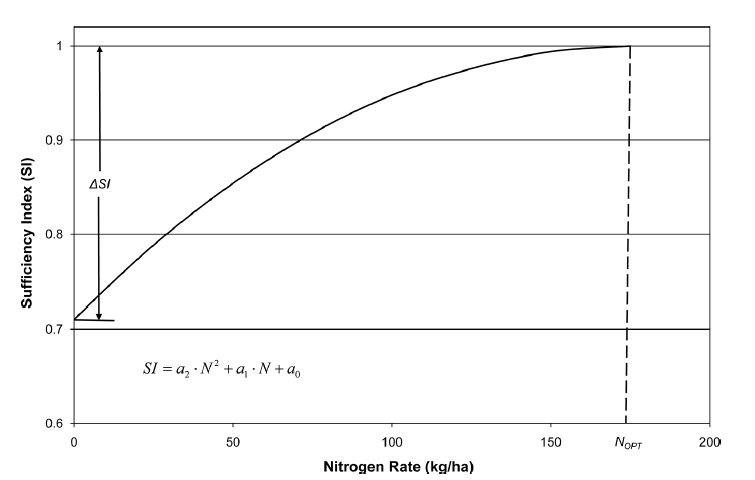 1
0.9
ΔSI
0.8
0.7
SI = a₂ · N² + a₁ · N + a₀
0.6
0 50 100 150 N_OPT 200
Nitrogen Rate (kg/ha)
Sufficiency Index (SI)